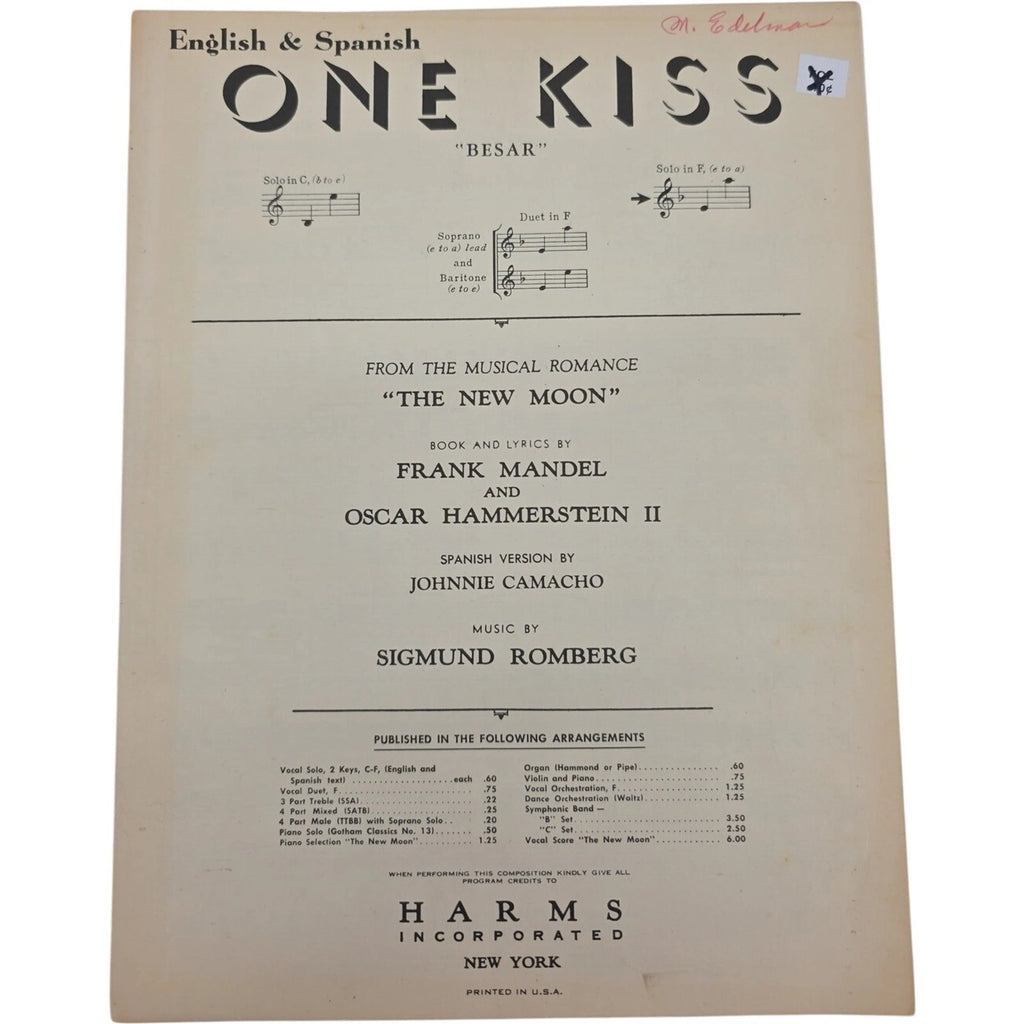 M. Edelman
English & Spanish
ONE KISS
"BESAR"
Solo in C, (b to e)
Solo in F, (e to a)
Duet in F
Soprano
(e to a) lead
and
Baritone
(e to e)
FROM THE MUSICAL ROMANCE
"THE NEW MOON"
BOOK AND LYRICS BY
FRANK MANDEL
AND
OSCAR HAMMERSTEIN II
SPANISH VERSION BY
JOHNNIE CAMACHO
MUSIC BY
SIGMUND ROMBERG
PUBLISHED IN THE FOLLOWING ARRANGEMENTS
Vocal Solo, 2 Keys, C-F, (English and
Spanish text) .................... each .60
Vocal Duet, F .......................... .75
3 Part Treble (SSA) .................... .22
4 Part Mixed (SATB) .................... .25
4 Part Male (TTBB) with Soprano Solo .. .20
Piano Solo (Gotham Classics No. 13) ....... .50
Piano Selection "The New Moon" .......... 1.25
Organ (Hammond or Pipe) ............... .60
Violin and Piano ....................... .75
Vocal Orchestration, F ................. 1.25
Dance Orchestration (Waltz) ............ 1.25
Symphonic Band —
"B" Set ........................ 3.50
"C" Set ........................ 2.50
Vocal Score "The New Moon" ............ 6.00
WHEN PERFORMING THIS COMPOSITION KINDLY GIVE ALL
PROGRAM CREDITS TO
HARMS
INCORPORATED
NEW YORK
PRINTED IN U.S.A.